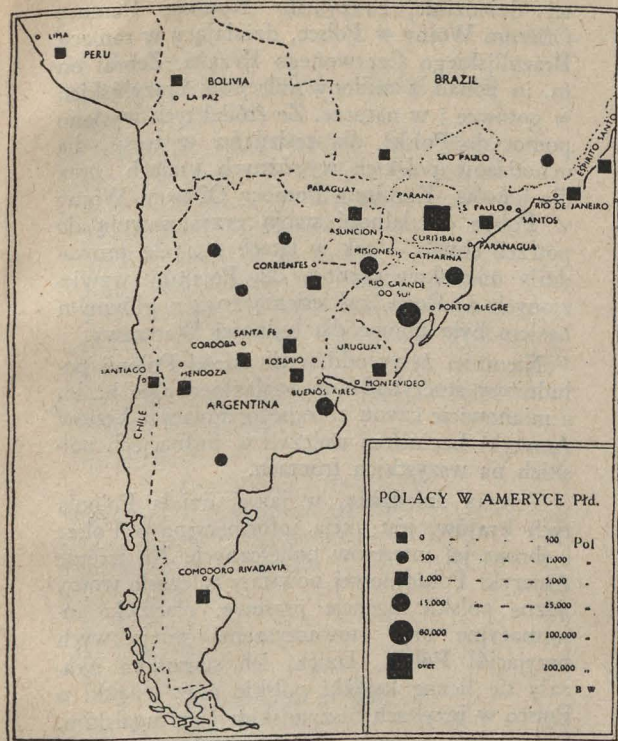 LIMA
PERU
BOLIVIA
LA PAZ
BRAZIL
SAO PAULO
ESPIRITO SANTO
PARAGUAY
PARANA
S. PAULO
RIO DE JANEIRO
SANTOS
ASUNCION
CURITIBA
PARANAGUA
MISIONESIS
CATHARINA
CORRIENTES
RIO GRANDE
DO SUL
PORTO ALEGRE
SANTA FÉ
CORDOBA
URUGUAY
ROSARIO
SANTIAGO
MENDOZA
BUENOS AIRES
MONTEVIDEO
CHILE
ARGENTINA
COMODORO RIVADAVIA
POLACY W AMERYCE Płd.
0 500 Pol
500 1.000 „
1.000 — — 5.000 „
15,000 — — 25,000 „
60,000 — — 100,000 „
over 100,000 „
B W